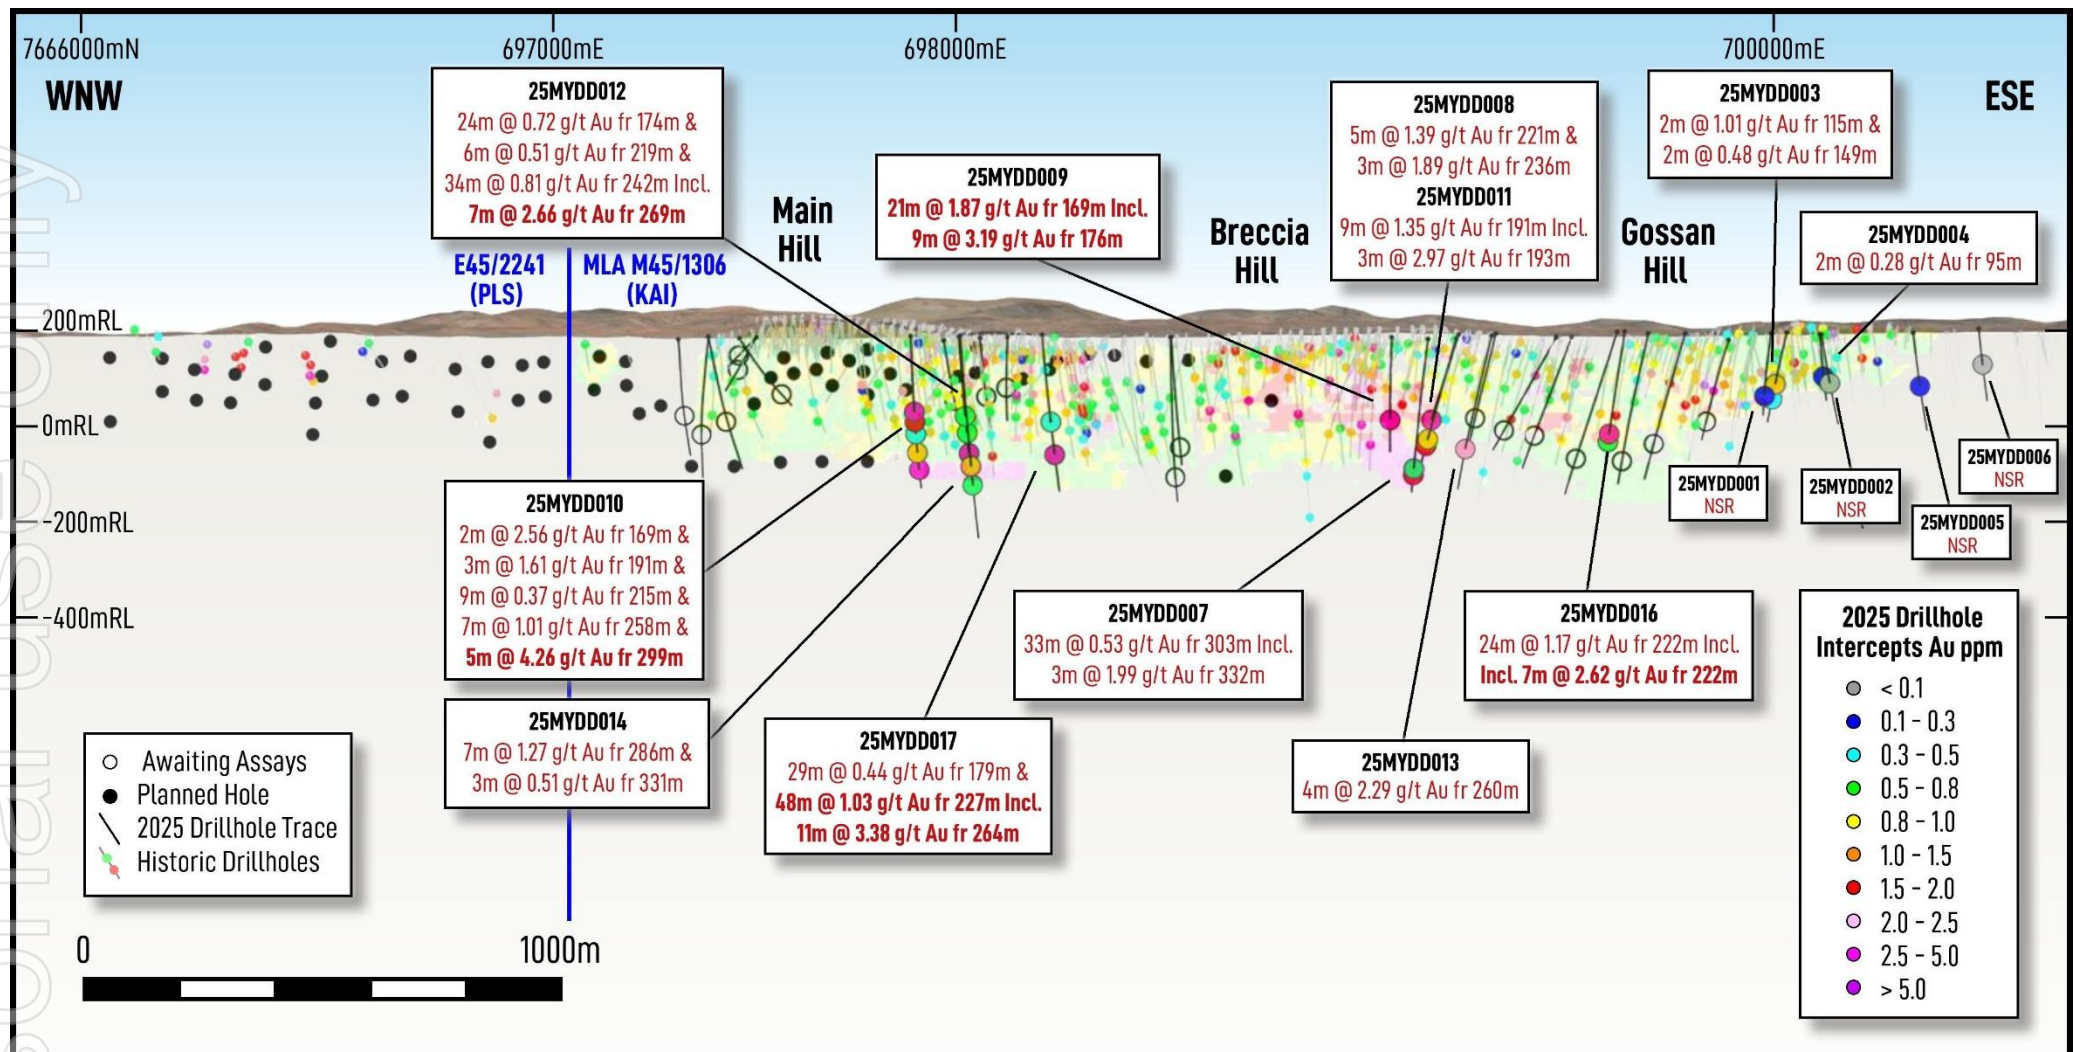 7666000mN
697000mE
698000mE
700000mE
WNW
ESE
25MYDD012
24m @ 0.72 g/t Au fr 174m &
6m @ 0.51 g/t Au fr 219m &
34m @ 0.81 g/t Au fr 242m Incl.
7m @ 2.66 g/t Au fr 269m
Main
Hill
25MYDD009
21m @ 1.87 g/t Au fr 169m Incl.
9m @ 3.19 g/t Au fr 176m
Breccia
Hill
25MYDD008
5m @ 1.39 g/t Au fr 221m &
3m @ 1.89 g/t Au fr 236m
25MYDD011
9m @ 1.35 g/t Au fr 191m Incl.
3m @ 2.97 g/t Au fr 193m
Gossan
Hill
25MYDD003
2m @ 1.01 g/t Au fr 115m &
2m @ 0.48 g/t Au fr 149m
25MYDD004
2m @ 0.28 g/t Au fr 95m
E45/2241
(PLS)
MLA M45/1306
(KAI)
200mRL
0mRL
-200mRL
-400mRL
25MYDD010
2m @ 2.56 g/t Au fr 169m &
3m @ 1.61 g/t Au fr 191m &
9m @ 0.37 g/t Au fr 215m &
7m @ 1.01 g/t Au fr 258m &
5m @ 4.26 g/t Au fr 299m
25MYDD014
7m @ 1.27 g/t Au fr 286m &
3m @ 0.51 g/t Au fr 331m
25MYDD017
29m @ 0.44 g/t Au fr 179m &
48m @ 1.03 g/t Au fr 227m Incl.
11m @ 3.38 g/t Au fr 264m
25MYDD007
33m @ 0.53 g/t Au fr 303m Incl.
3m @ 1.99 g/t Au fr 332m
25MYDD013
4m @ 2.29 g/t Au fr 260m
25MYDD016
24m @ 1.17 g/t Au fr 222m Incl.
Incl. 7m @ 2.62 g/t Au fr 222m
25MYDD001
NSR
25MYDD002
NSR
25MYDD005
NSR
25MYDD006
NSR
Awaiting Assays
Planned Hole
2025 Drillhole Trace
Historic Drillholes
0
1000m
2025 Drillhole
Intercepts Au ppm
< 0.1
0.1 - 0.3
0.3 - 0.5
0.5 - 0.8
0.8 - 1.0
1.0 - 1.5
1.5 - 2.0
2.0 - 2.5
2.5 - 5.0
> 5.0
sonal use only